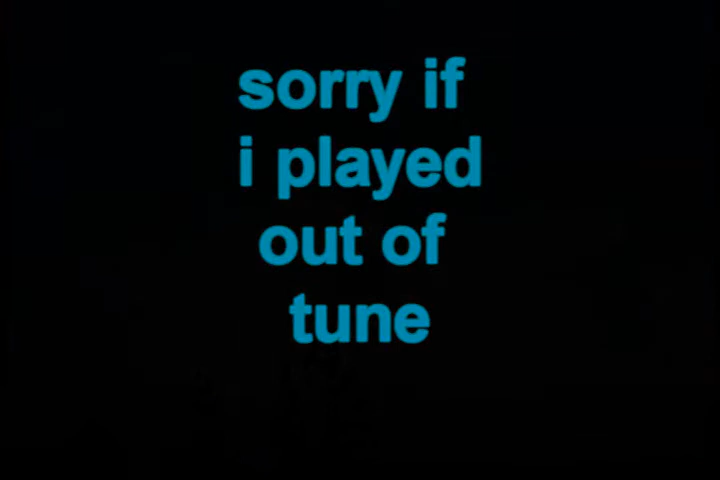 sorry if
i played
out of
tune